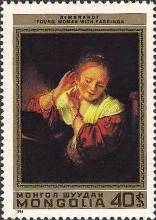 REMBRANDT
YOUNG WOMAN WITH EARRINGS
МОНГОЛ ШУУДАН
MONGOLIA 40$